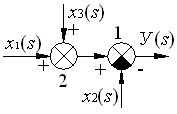 x3(s)
+
1
x1(s)
y(s)
+
+
-
2
x2(s)